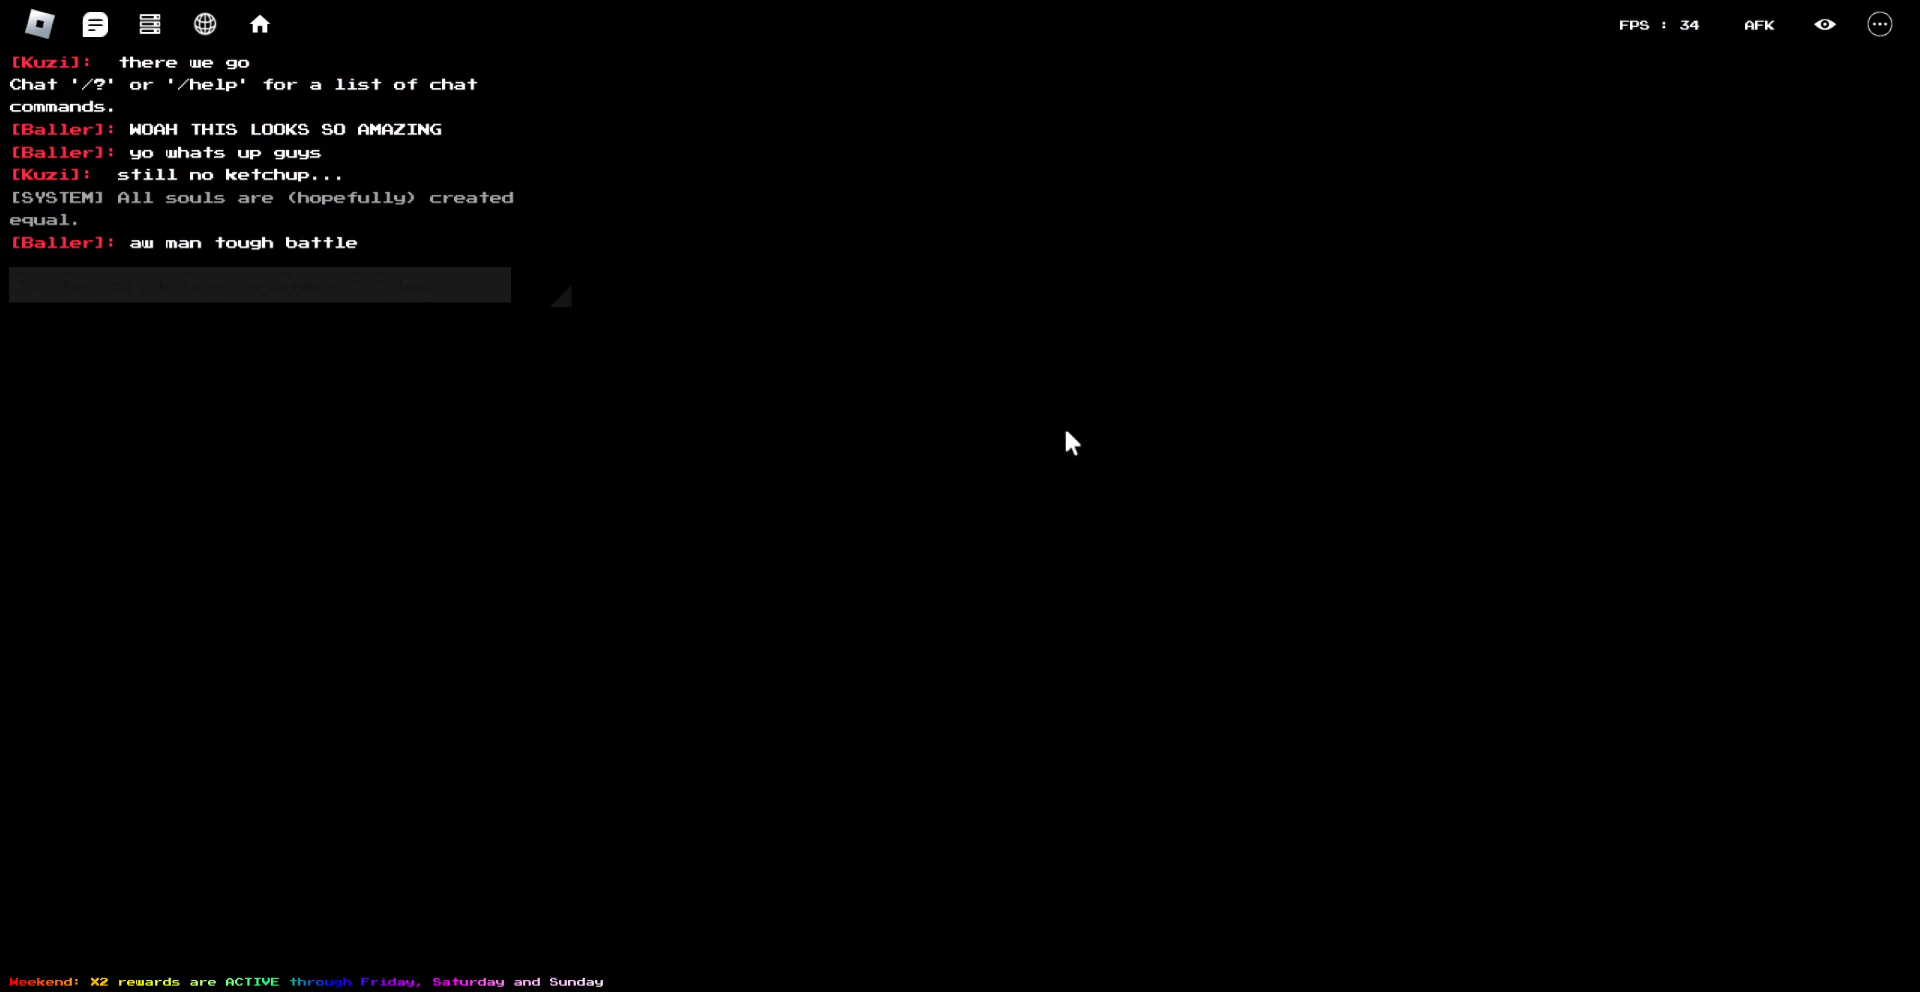 FPS : 34 AFK
[Kuzi]: there we go
Chat '/?' or '/help' for a list of chat
commands.
[Baller]: WOAH THIS LOOKS SO AMAZING
[Baller]: yo whats up guys
[Kuzi]: still no ketchup...
[SYSTEM] All souls are (hopefully) created
equal.
[Baller]: aw man tough battle
Weekend: X2 rewards are ACTIVE through Friday, Saturday and Sunday